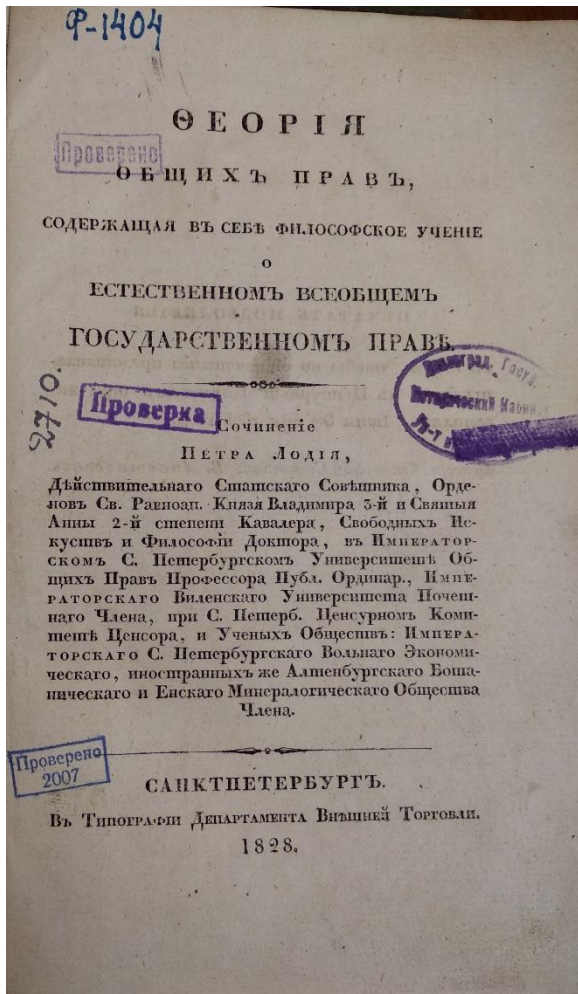 Ф-1404
ѲЕОРІЯ
Проверено
ОБЩИХЪ ПРАВЪ,
СОДЕРЖАЩАЯ ВЪ СЕБѢ ФИЛОСОФСКОЕ УЧЕНІЕ
О
ЕСТЕСТВЕННОМЪ ВСЕОБЩЕМЪ
ГОСУДАРСТВЕННОМЪ ПРАВѢ.
2710.
Проверка
Сочиненіе
ПЕТРА ЛОДІЯ,
Дѣйствительнаго Статскаго Совѣтника, Орде-
новъ Св. Равноап. Князя Владимира 3-й и Святыя
Анны 2-й степени Кавалера, Свободныхъ Ис-
куствъ и Философіи Доктора, въ ИМПЕРАТОР-
СКОМЪ С. Петербургскомъ Университетѣ Об-
щихъ Правъ Профессора Публ. Ординар., ИМПЕ-
РАТОРСКАГО Виленскаго Университета Почет-
наго Члена, при С. Петерб. Ценсурномъ Коми-
тетѣ Ценсора, и Ученыхъ Обществъ: ИМПЕРА-
ТОРСКАГО С. Петербургскаго Вольнаго Экономи-
ческаго, иностранныхъ же Алтенбургскаго Бота-
ническаго и Енскаго Минералогическаго Общества
Члена.
Проверено
2007
САНКТПЕТЕРБУРГЪ.
Въ Типографіи Департамента Внѣшней Торговли.
1828.